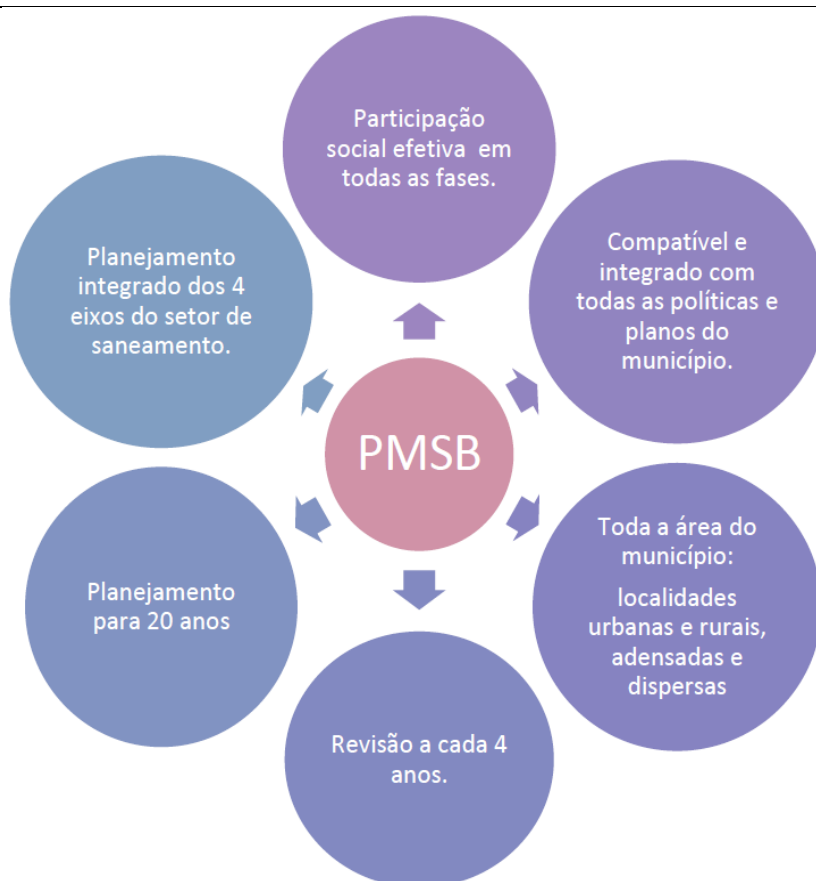 Participação
social efetiva em
todas as fases.
Compatível e
integrado com
todas as políticas e
planos do
município.
Toda a área do
município:
localidades
urbanas e rurais,
adensadas e
dispersas
Revisão a cada 4
anos.
Planejamento
para 20 anos
Planejamento
integrado dos 4
eixos do setor de
saneamento.
PMSB